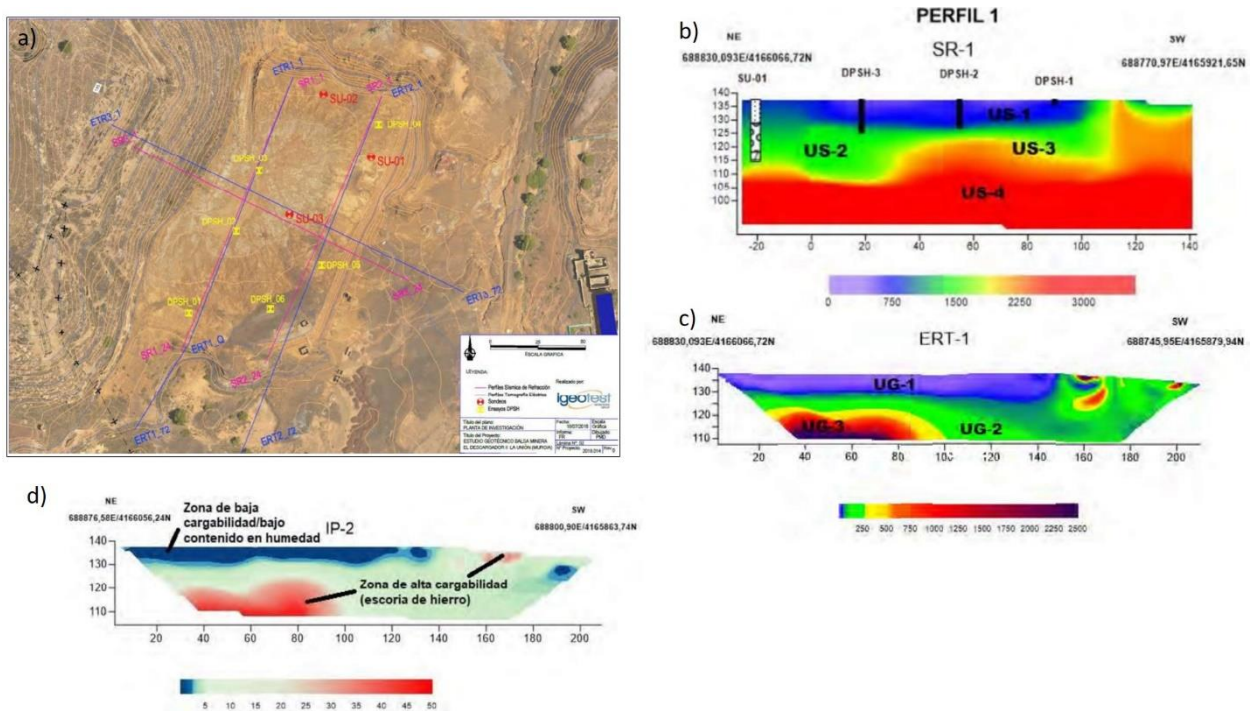 a)
ETR1_1
SR1_1
SR2_1
ERT2_1
SU-02
DPSH_04
ETR3_1
SU-01
SU-03
DPSH_02
DPSH_05
DPSH_01
DPSH_06
ERT3_72
SR1_24
ERT1_Q
SR2_24
ERT1_72
ERT2_72
ESCALA GRÁFICA
LEYENDA:
Perfiles Sísmica de Refracción
Perfiles Tomografía Eléctrica
Sondeos
Ensayos DPSH
Realizado por:
igeotest
Título del plano:
PLANTA DE INVESTIGACIÓN
Título del Proyecto:
ESTUDIO GEOTÉCNICO BALSA MINERA
EL DESCARGADOR Y LA UNIÓN (MURCIA)
Fecha:
Escala:
Gráfica
b)
PERFIL 1
NE
SR-1
SW
688830,093E/4166066,72N
688770,97E/4165921,65N
SU-01
DPSH-3
DPSH-2
DPSH-1
140
135
130
125
120
115
110
105
100
US-1
US-2
US-3
US-4
-20 0 20 40 60 80 100 120 140
0 750 1500 2250 3000
c)
NE
ERT-1
SW
688830,093E/4166066,72N
688745,95E/4165879,94N
140
130
120
110
UG-1
UG-3
UG-2
20 40 60 80 100 120 140 160 180 200
250 500 750 1000 1250 1500 1750 2000 2500
d)
NE
688876,58E/4166056,24N
Zona de baja
cargabilidad/bajo
contenido en humedad
IP-2
SW
688800,90E/4165863,74N
Zona de alta cargabilidad
(escoria de hierro)
130
120
110
20 40 60 80 100 120 140 160 180 200
5 10 15 20 25 30 35 40 45 50